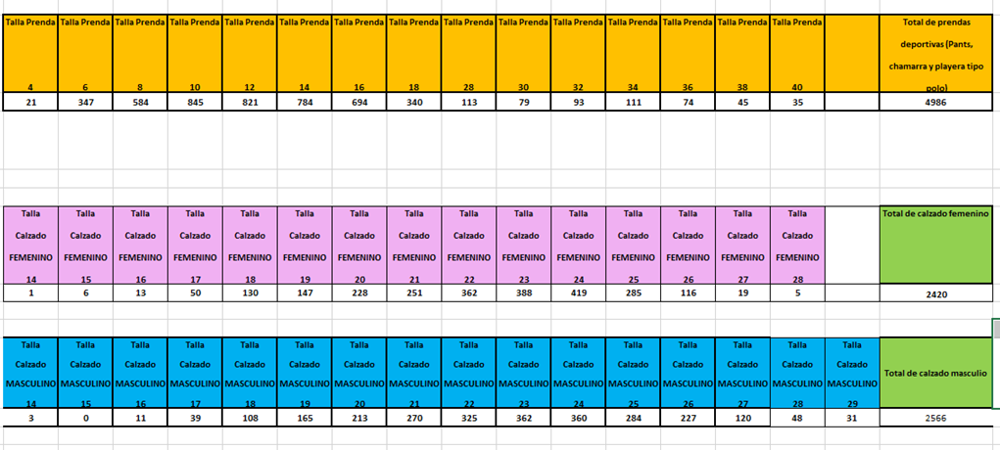 Talla Prenda Talla Prenda Talla Prenda Talla Prenda Talla Prenda Talla Prenda Talla Prenda Talla Prenda Talla Prenda Talla Prenda Talla Prenda Talla Prenda Talla Prenda Talla Prenda Talla Prenda Total de prendas
deportivas (Pants,
chamarra y playera tipo
4 6 8 10 12 14 16 18 28 30 32 34 36 38 40 polo)
21 347 584 845 821 784 694 340 113 79 93 111 74 45 35 4986
Talla Talla Talla Talla Talla Talla Talla Talla Talla Talla Talla Talla Talla Talla Talla Total de calzado femenino
Calzado Calzado Calzado Calzado Calzado Calzado Calzado Calzado Calzado Calzado Calzado Calzado Calzado Calzado Calzado
FEMENINO FEMENINO FEMENINO FEMENINO FEMENINO FEMENINO FEMENINO FEMENINO FEMENINO FEMENINO FEMENINO FEMENINO FEMENINO FEMENINO FEMENINO
14 15 16 17 18 19 20 21 22 23 24 25 26 27 28
1 6 13 50 130 147 228 251 362 388 419 285 116 19 5 2420
Talla Talla Talla Talla Talla Talla Talla Talla Talla Talla Talla Talla Talla Talla Talla Talla
Calzado Calzado Calzado Calzado Calzado Calzado Calzado Calzado Calzado Calzado Calzado Calzado Calzado Calzado Calzado Calzado Total de calzado masculio
MASCULINO MASCULINO MASCULINO MASCULINO MASCULINO MASCULINO MASCULINO MASCULINO MASCULINO MASCULINO MASCULINO MASCULINO MASCULINO MASCULINO MASCULINO MASCULINO
14 15 16 17 18 19 20 21 22 23 24 25 26 27 28 29
3 0 11 39 108 165 213 270 325 362 360 284 227 120 48 31 2566